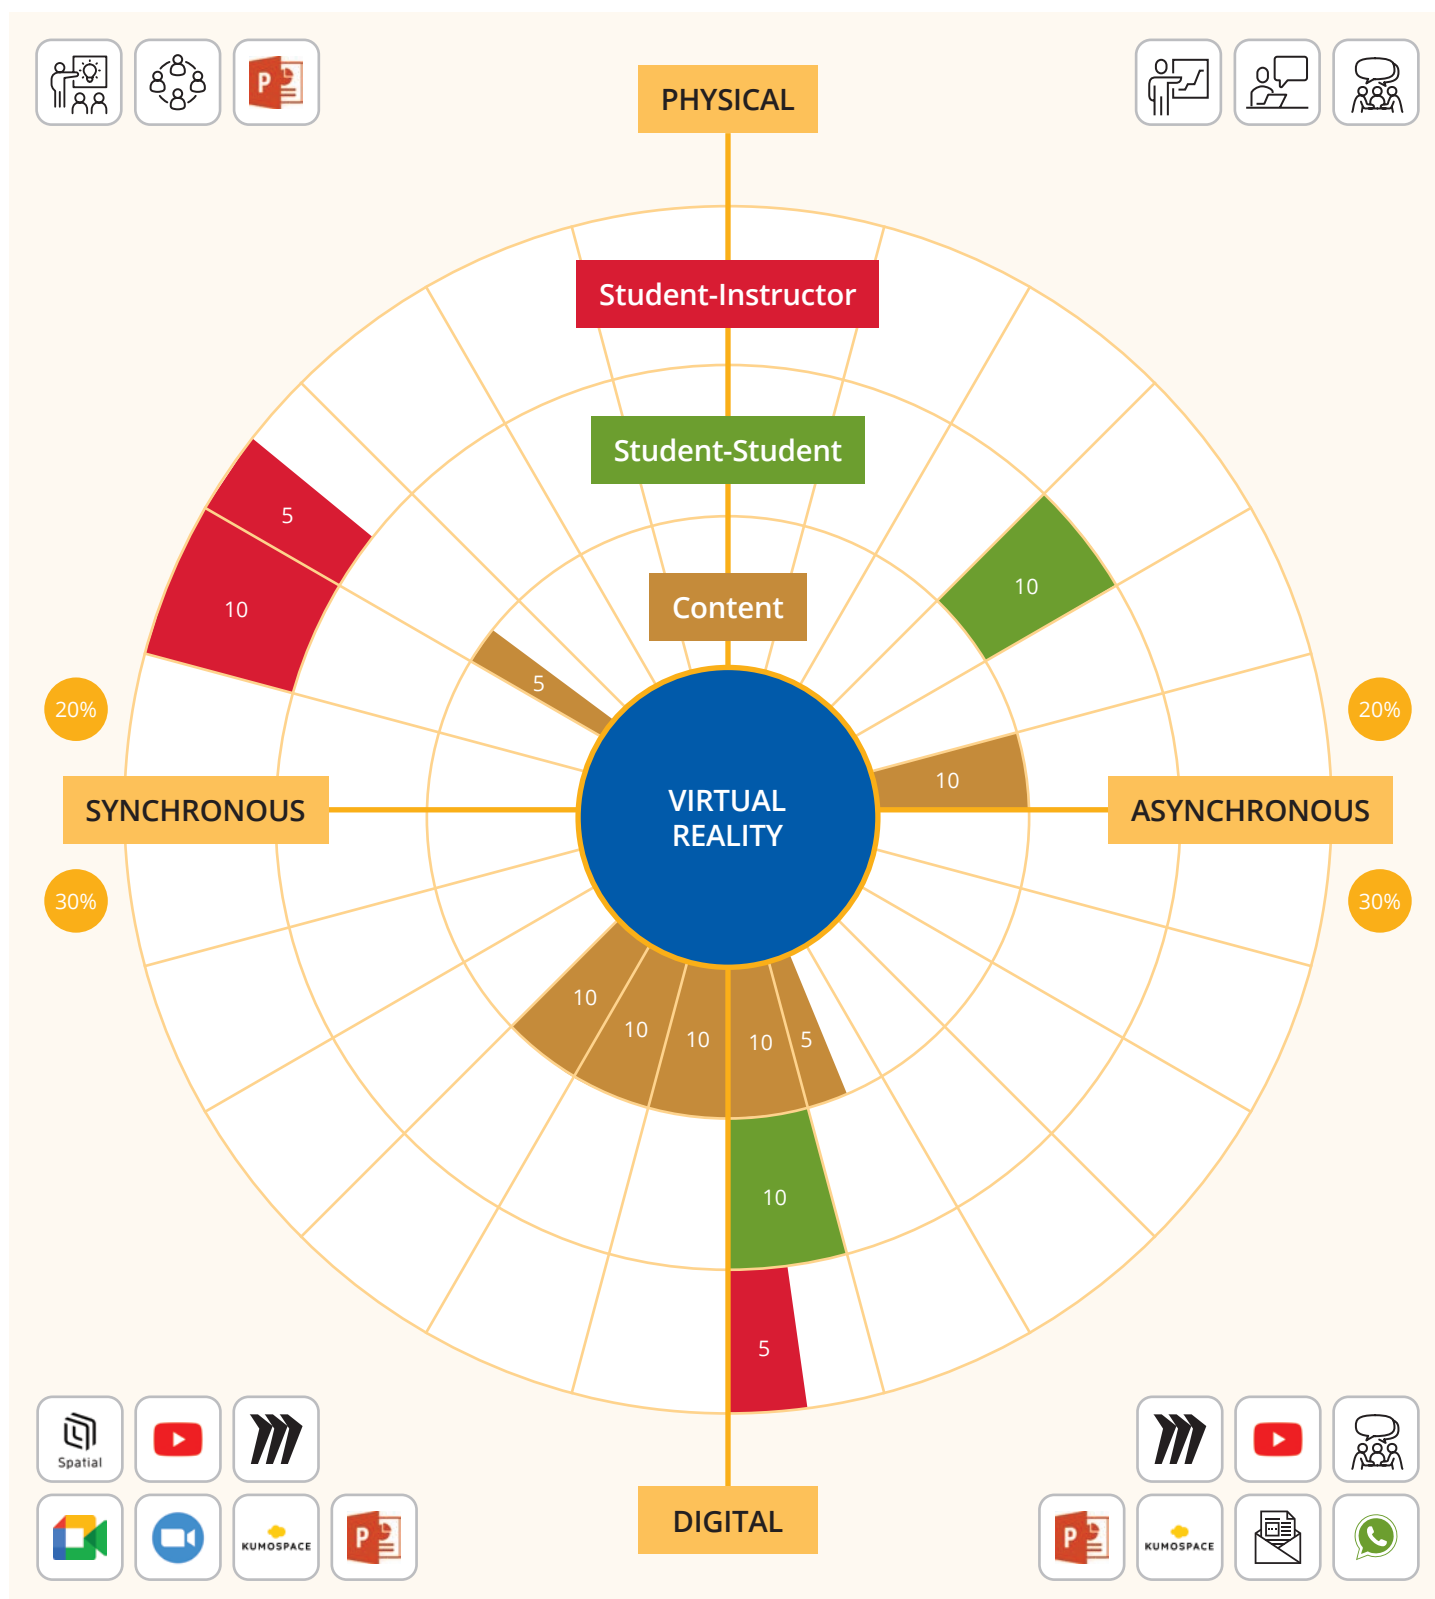 P
PHYSICAL
Student-Instructor
Student-Student
5
10
10
Content
5
20%
20%
10
SYNCHRONOUS
VIRTUAL
REALITY
ASYNCHRONOUS
30%
30%
10
10
10
10
5
10
5
Spatial
KUMOSPACE
P
DIGITAL
P
KUMOSPACE